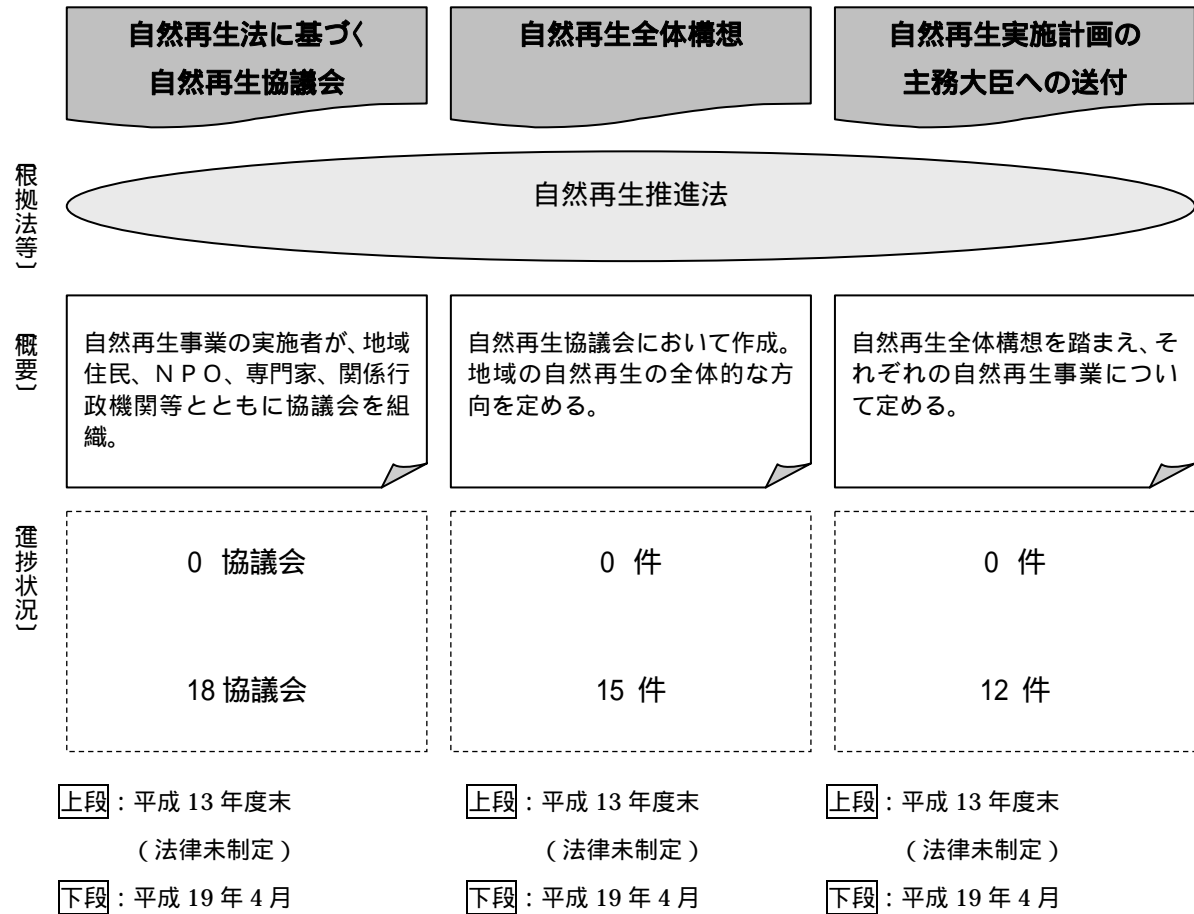 自然再生法に基づく
自然再生協議会
自然再生全体構想
自然再生実施計画の
主務大臣への送付
〔根拠法等〕
自然再生推進法
〔概要〕
自然再生事業の実施者が、地域
住民、ＮＰＯ、専門家、関係行
政機関等とともに協議会を組
織。
自然再生協議会において作成。
地域の自然再生の全体的な方
向を定める。
自然再生全体構想を踏まえ、そ
れぞれの自然再生事業につい
て定める。
〔進捗状況〕
0 協議会
0 件
0 件
18 協議会
15 件
12 件
上段：平成 13 年度末
（法律未制定）
下段：平成 19 年 4 月
上段：平成 13 年度末
（法律未制定）
下段：平成 19 年 4 月
上段：平成 13 年度末
（法律未制定）
下段：平成 19 年 4 月